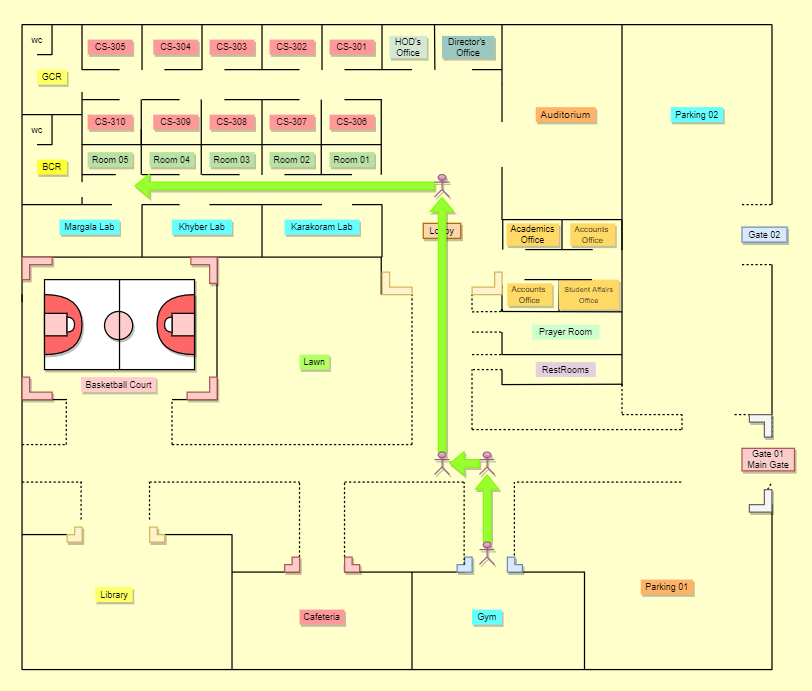 wc
CS-305
CS-304
CS-303
CS-302
CS-301
HOD's
Office
Director's
Office
GCR
Auditorium
Parking 02
wc
CS-310
CS-309
CS-308
CS-307
CS-306
BCR
Room 05
Room 04
Room 03
Room 02
Room 01
Margala Lab
Khyber Lab
Karakoram Lab
Lobby
Academics
Office
Accounts
Office
Gate 02
Accounts
Office
Student Affairs
Office
Prayer Room
Lawn
RestRooms
Basketball Court
Gate 01
Main Gate
Library
Cafeteria
Gym
Parking 01